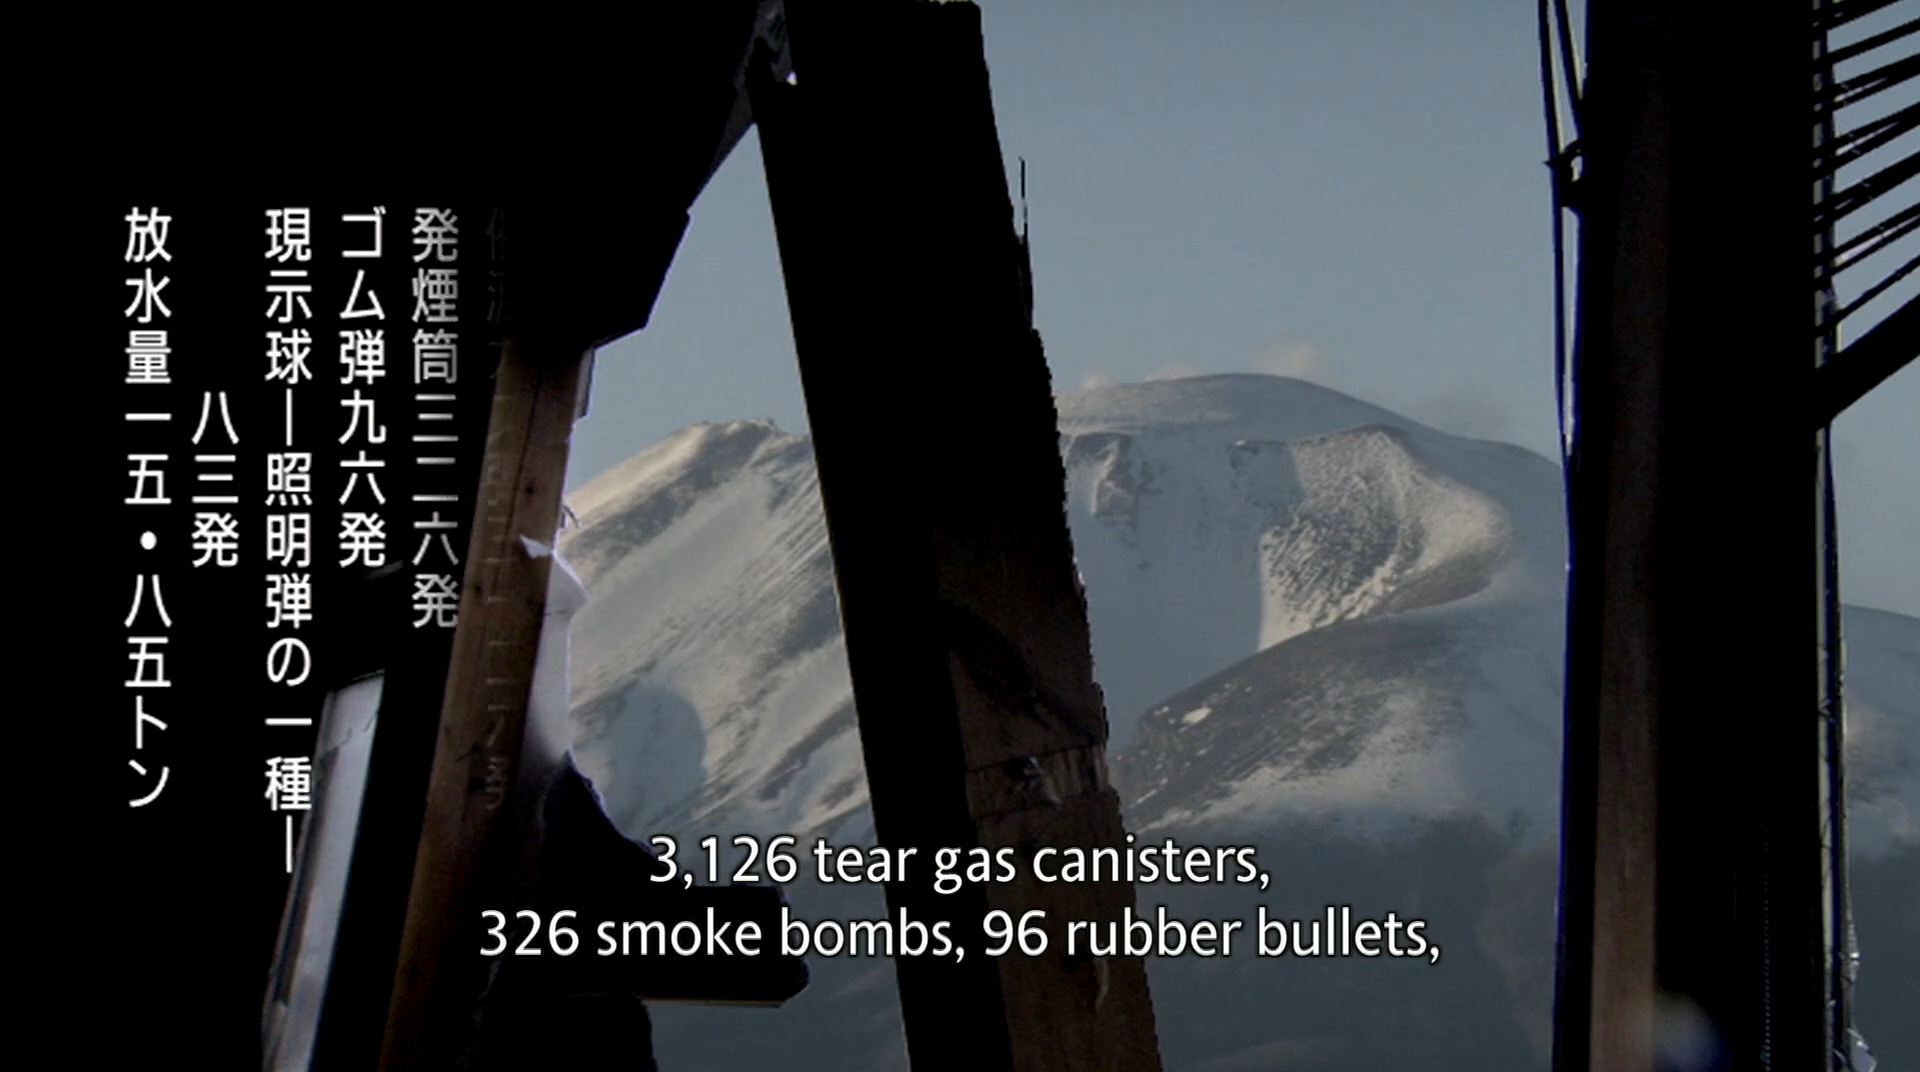 発煙筒三二六発
ゴム弾九六発
現示球｜照明弾の一種｜
八三発
放水量一五・八五トン
3,126 tear gas canisters,
326 smoke bombs, 96 rubber bullets,